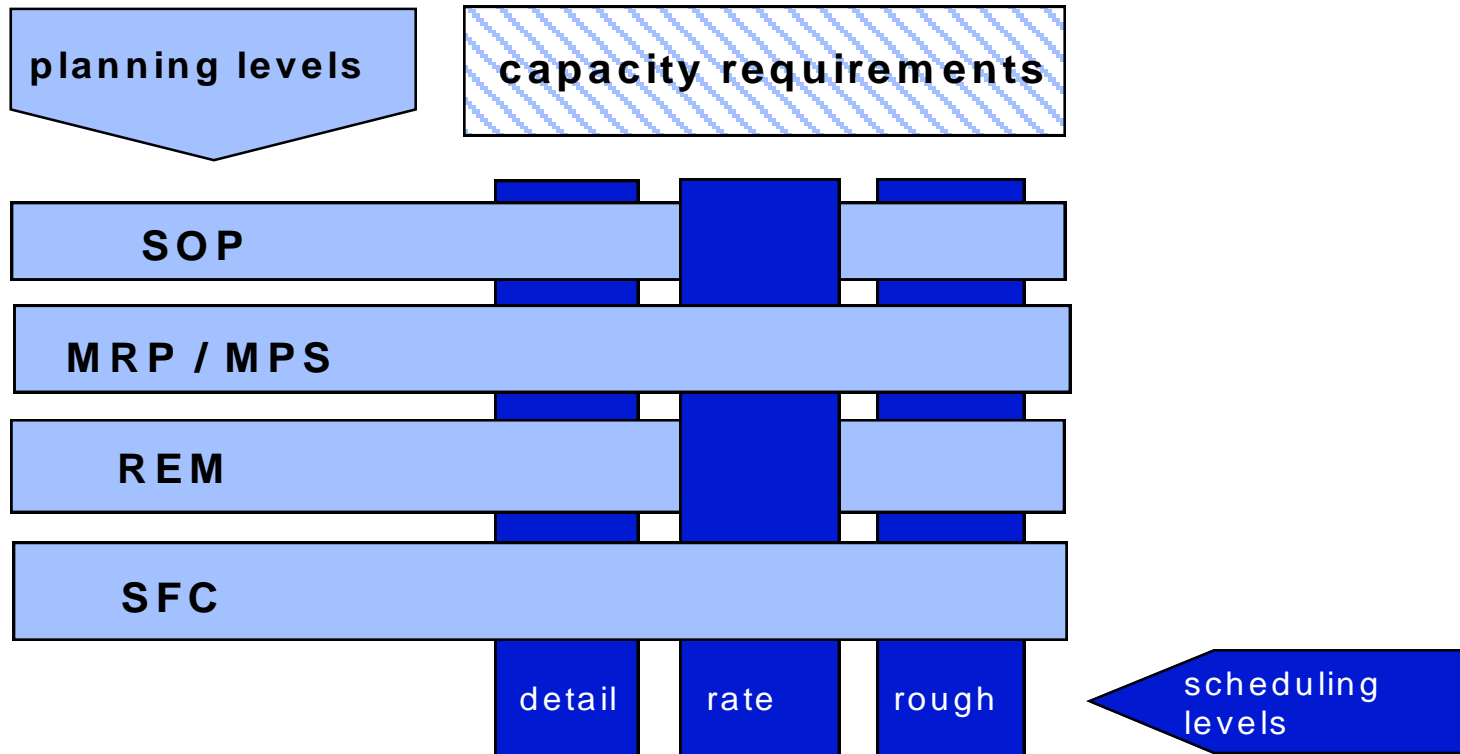 planning levels
capacity requirements
SOP
MRP / MPS
REM
SFC
detail
rate
rough
scheduling
levels